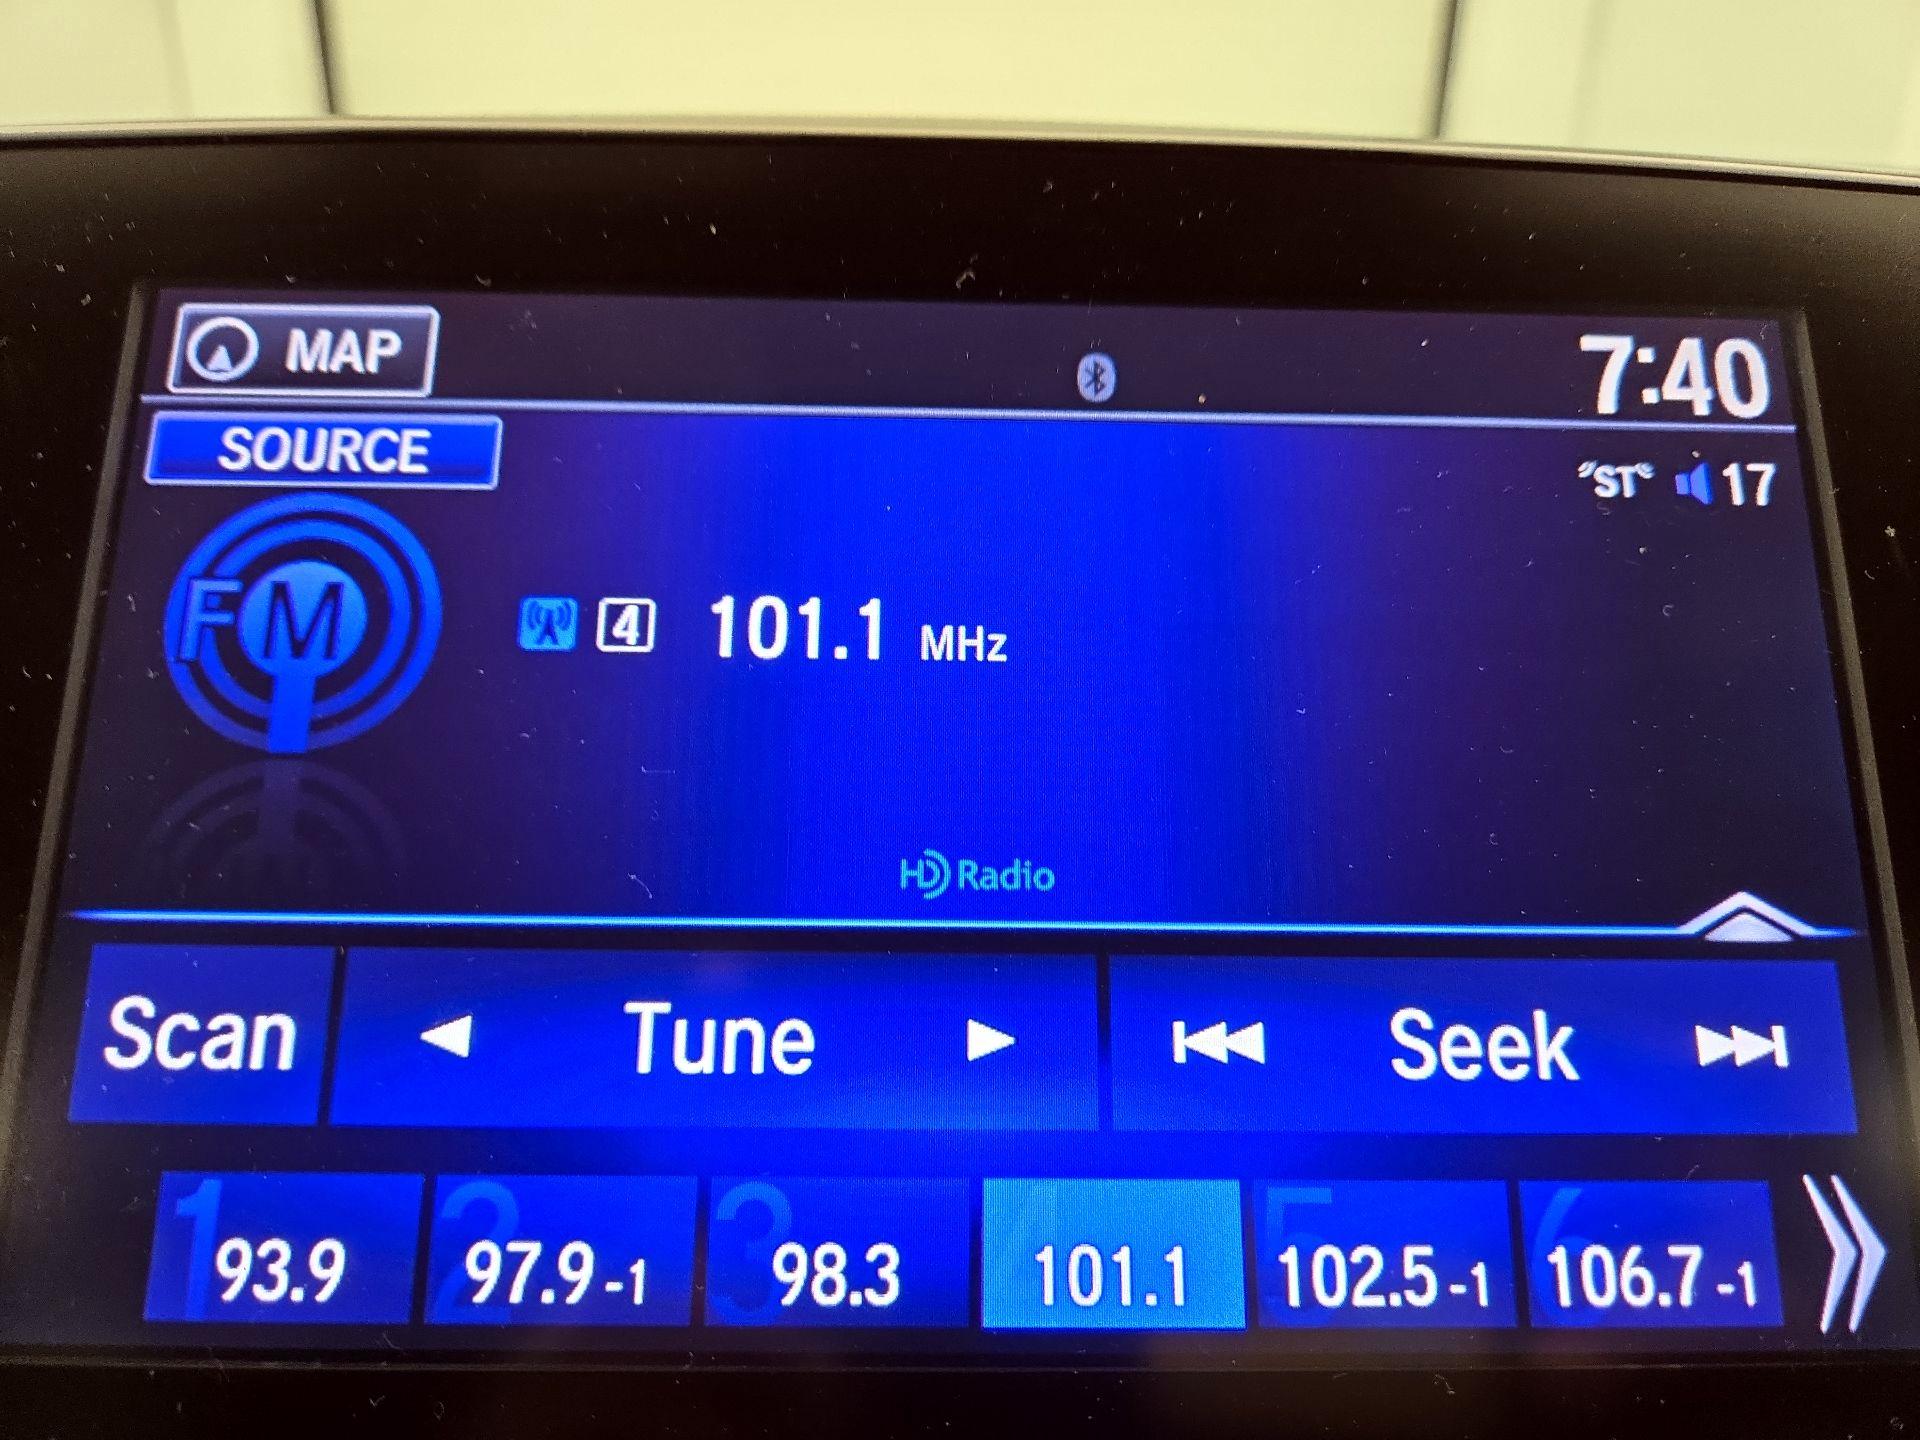 MAP
7:40
SOURCE
ST 17
FM
4 101.1 MHz
HD Radio
Scan Tune Seek
1 93.9
2 97.9-1
3 98.3
4 101.1
5 102.5-1
6 106.7-1